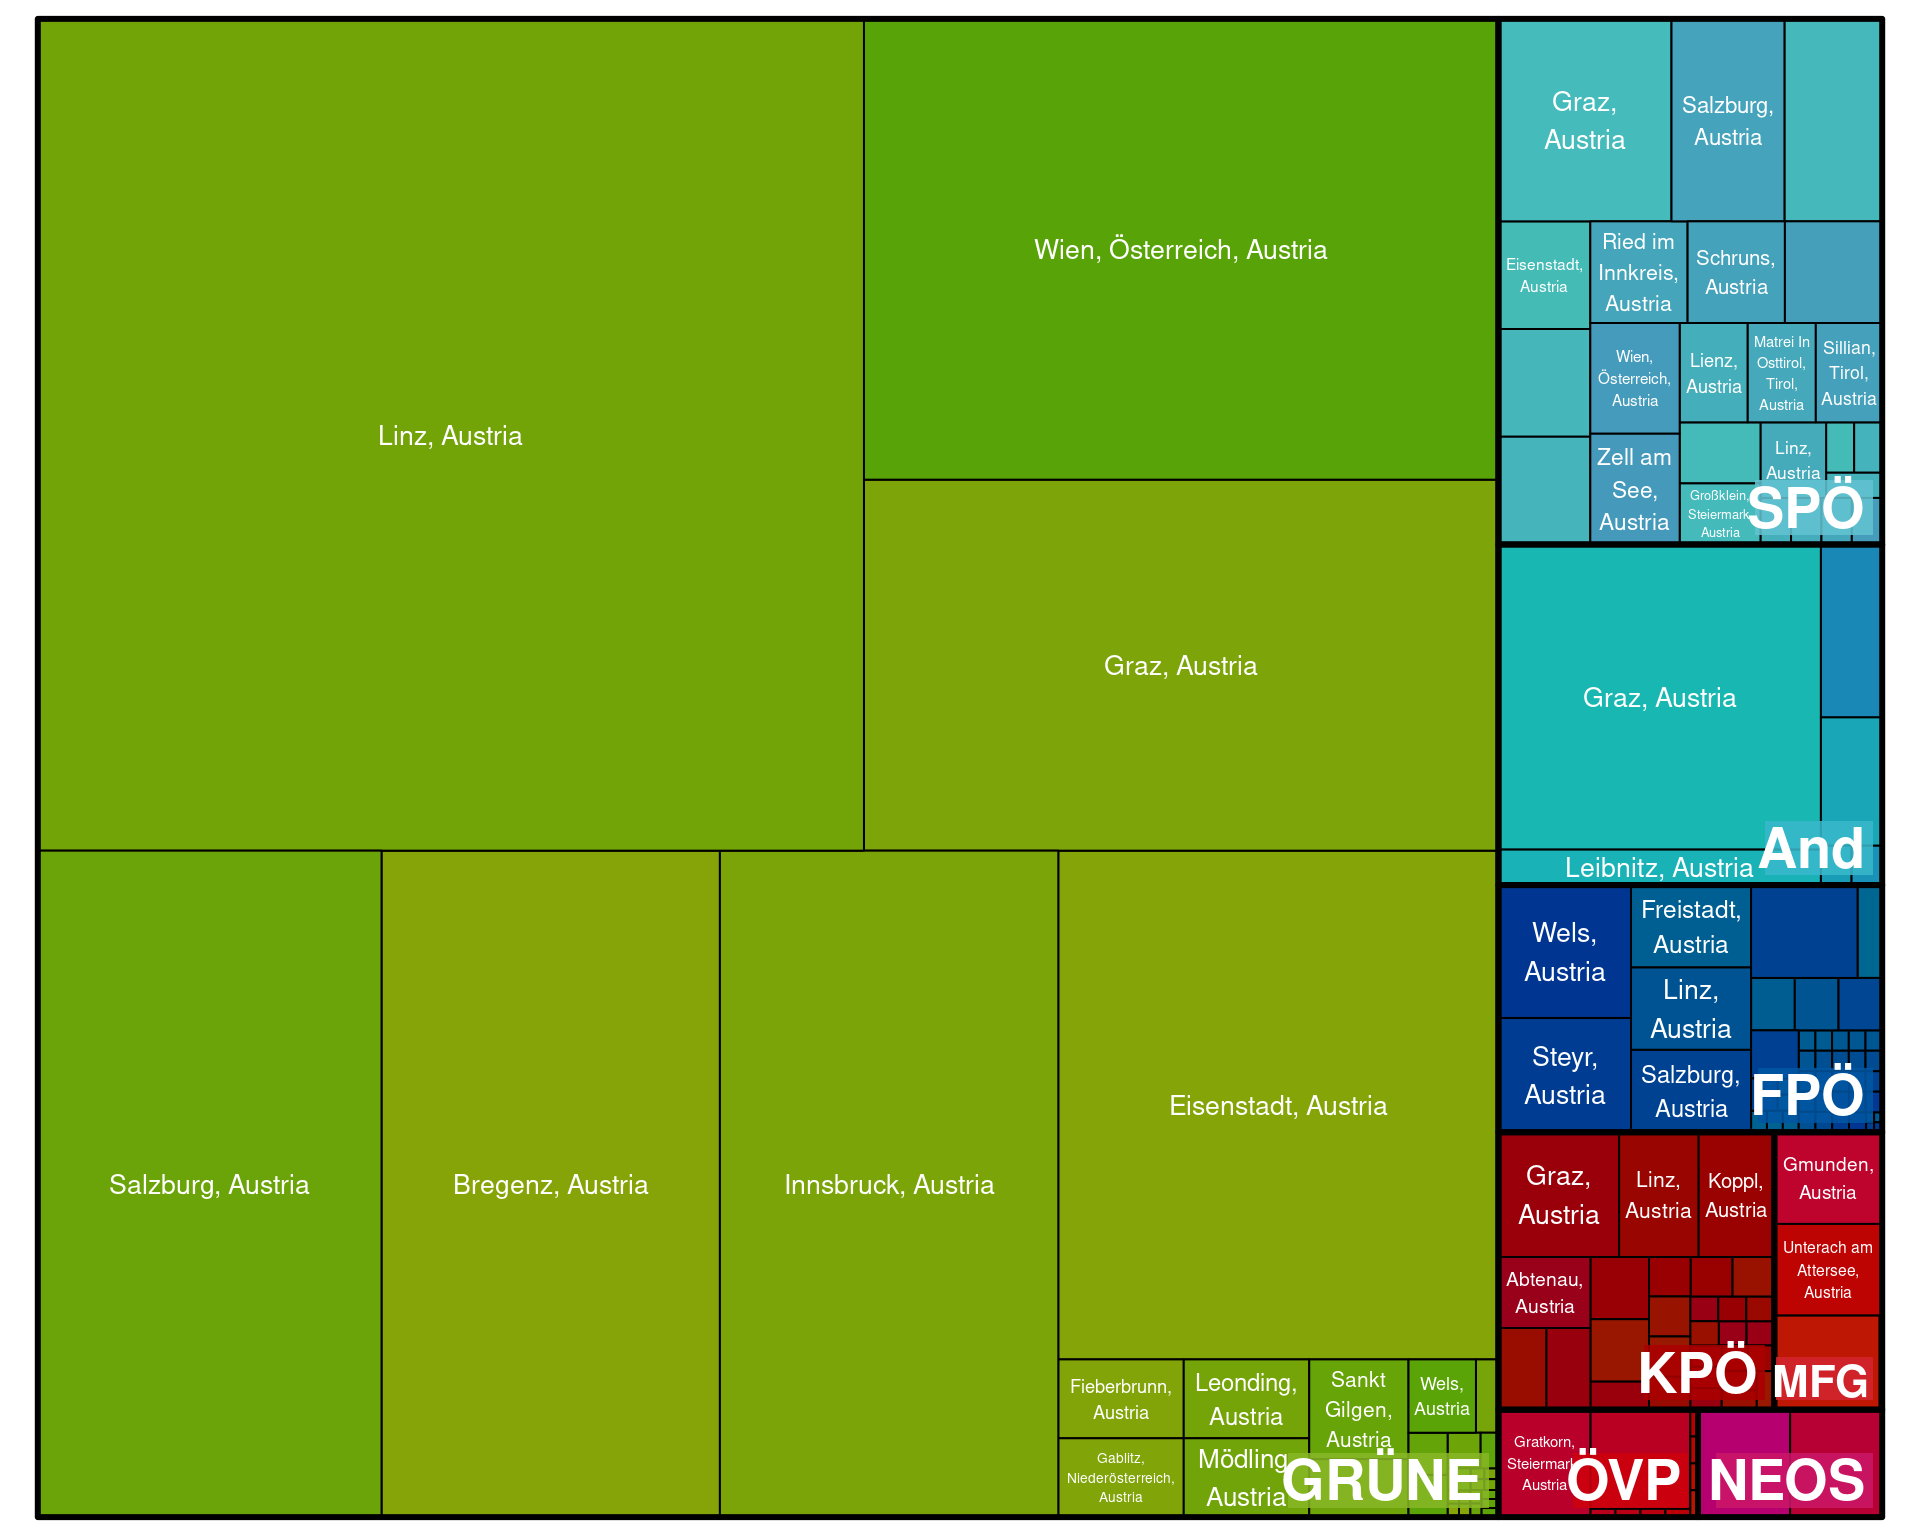 Linz, Austria
Wien, Österreich, Austria
Graz, Austria
Salzburg, Austria
Bregenz, Austria
Innsbruck, Austria
Eisenstadt, Austria
Fieberbrunn,
Austria
Leonding,
Austria
Sankt
Gilgen,
Austria
Wels,
Austria
Gablitz,
Niederösterreich,
Austria
Mödling,
Austria
GRÜNE
Graz,
Austria
Salzburg,
Austria
Eisenstadt,
Austria
Ried im
Innkreis,
Austria
Schruns,
Austria
Wien,
Österreich,
Austria
Lienz,
Austria
Matrei In
Osttirol,
Tirol,
Austria
Sillian,
Tirol,
Austria
Zell am
See,
Austria
Linz,
Austria
Großklein,
Steiermark,
Austria
SPÖ
Graz, Austria
Leibnitz, Austria
And
Wels,
Austria
Freistadt,
Austria
Linz,
Austria
Steyr,
Austria
Salzburg,
Austria
FPÖ
Graz,
Austria
Linz,
Austria
Koppl,
Austria
Abtenau,
Austria
KPÖ
Gmunden,
Austria
Unterach am
Attersee,
Austria
MFG
Gratkorn,
Steiermark,
Austria
ÖVP
NEOS